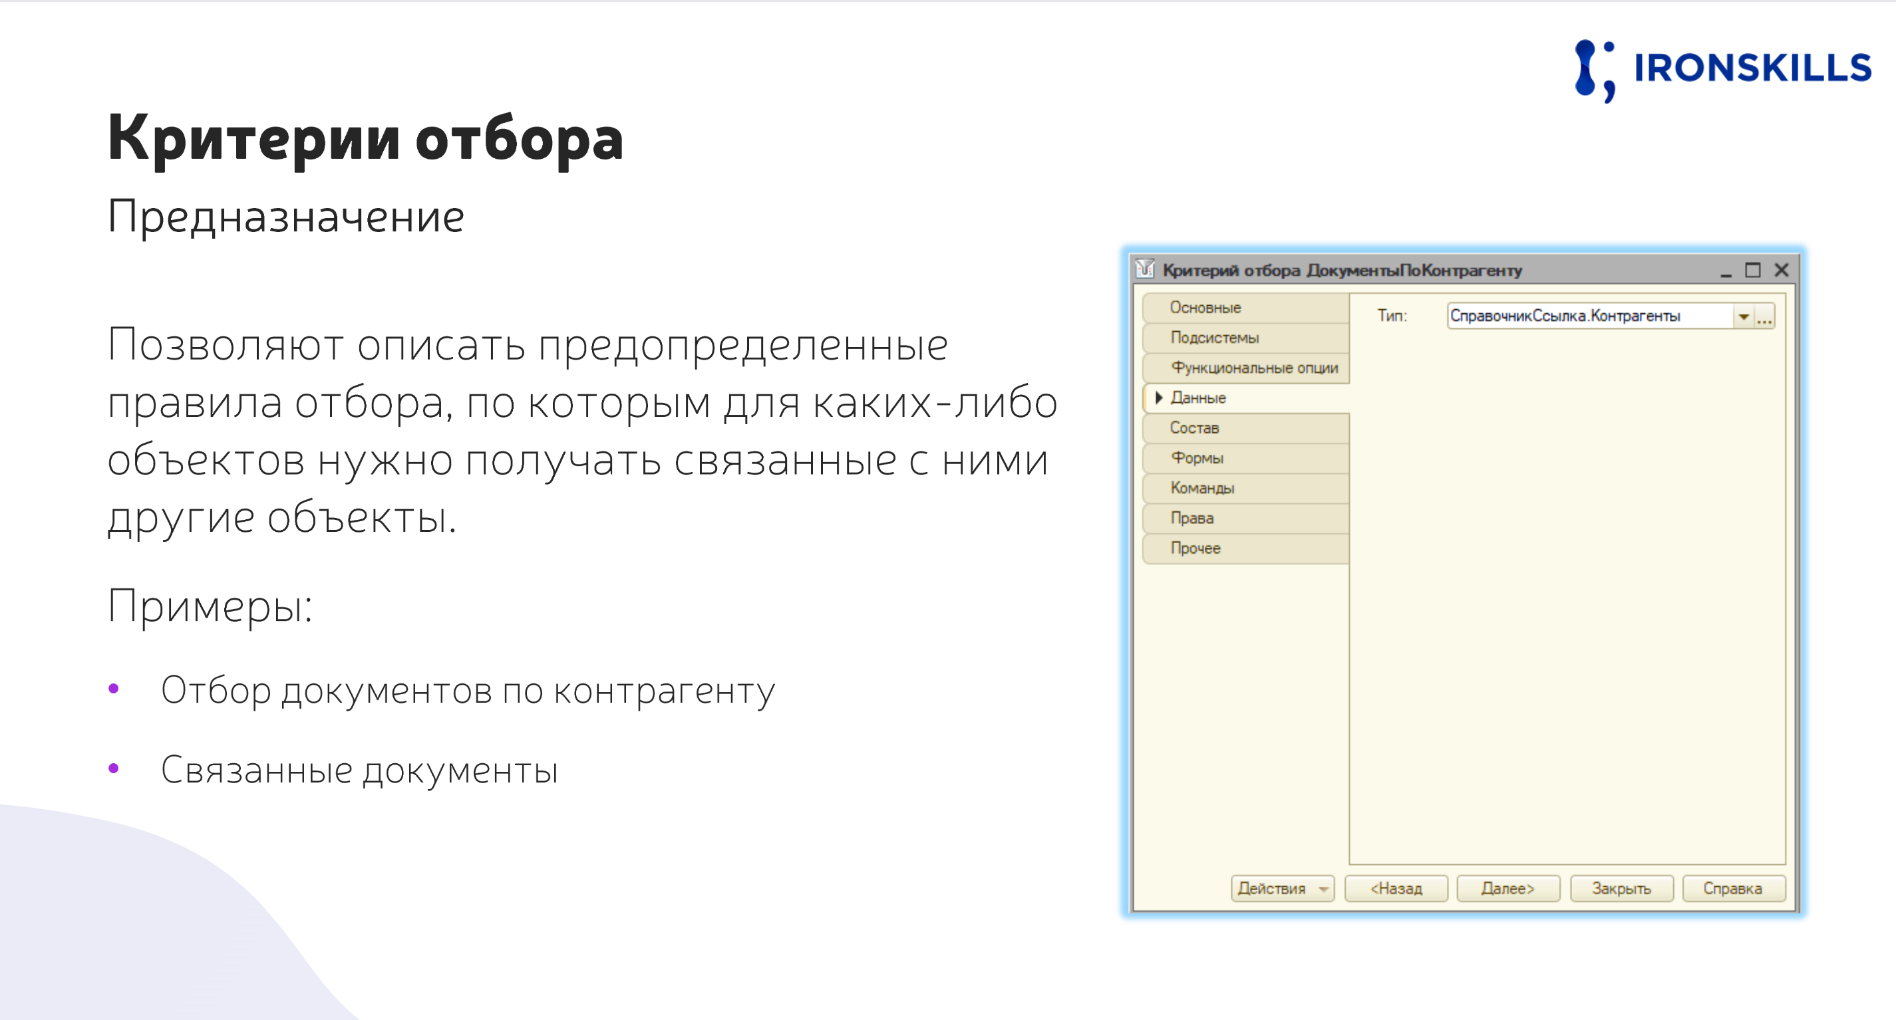 IRONSKILLS
Критерии отбора
Предназначение
Позволяют описать предопределенные
правила отбора, по которым для каких-либо
объектов нужно получать связанные с ними
другие объекты.
Примеры:
• Отбор документов по контрагенту
• Связанные документы
Критерий отбора ДокументыПоКонтрагенту
Основные
Подсистемы
Функциональные опции
Данные
Состав
Формы
Команды
Права
Прочее
Тип: СправочникСсылка.Контрагенты ...
Действия <Назад Далее> Закрыть Справка